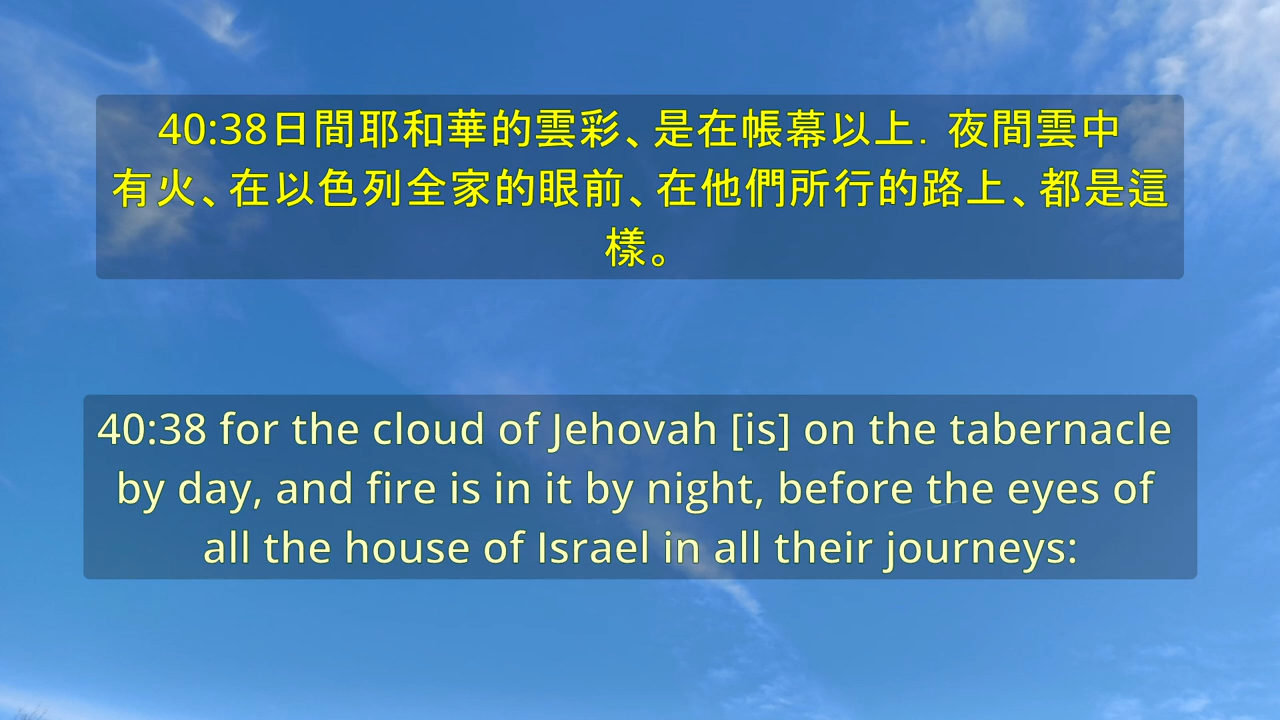 40:38日間耶和華的雲彩、是在帳幕以上．夜間雲中
有火、在以色列全家的眼前、在他們所行的路上、都是這
樣。
40:38 for the cloud of Jehovah [is] on the tabernacle
by day, and fire is in it by night, before the eyes of
all the house of Israel in all their journeys: